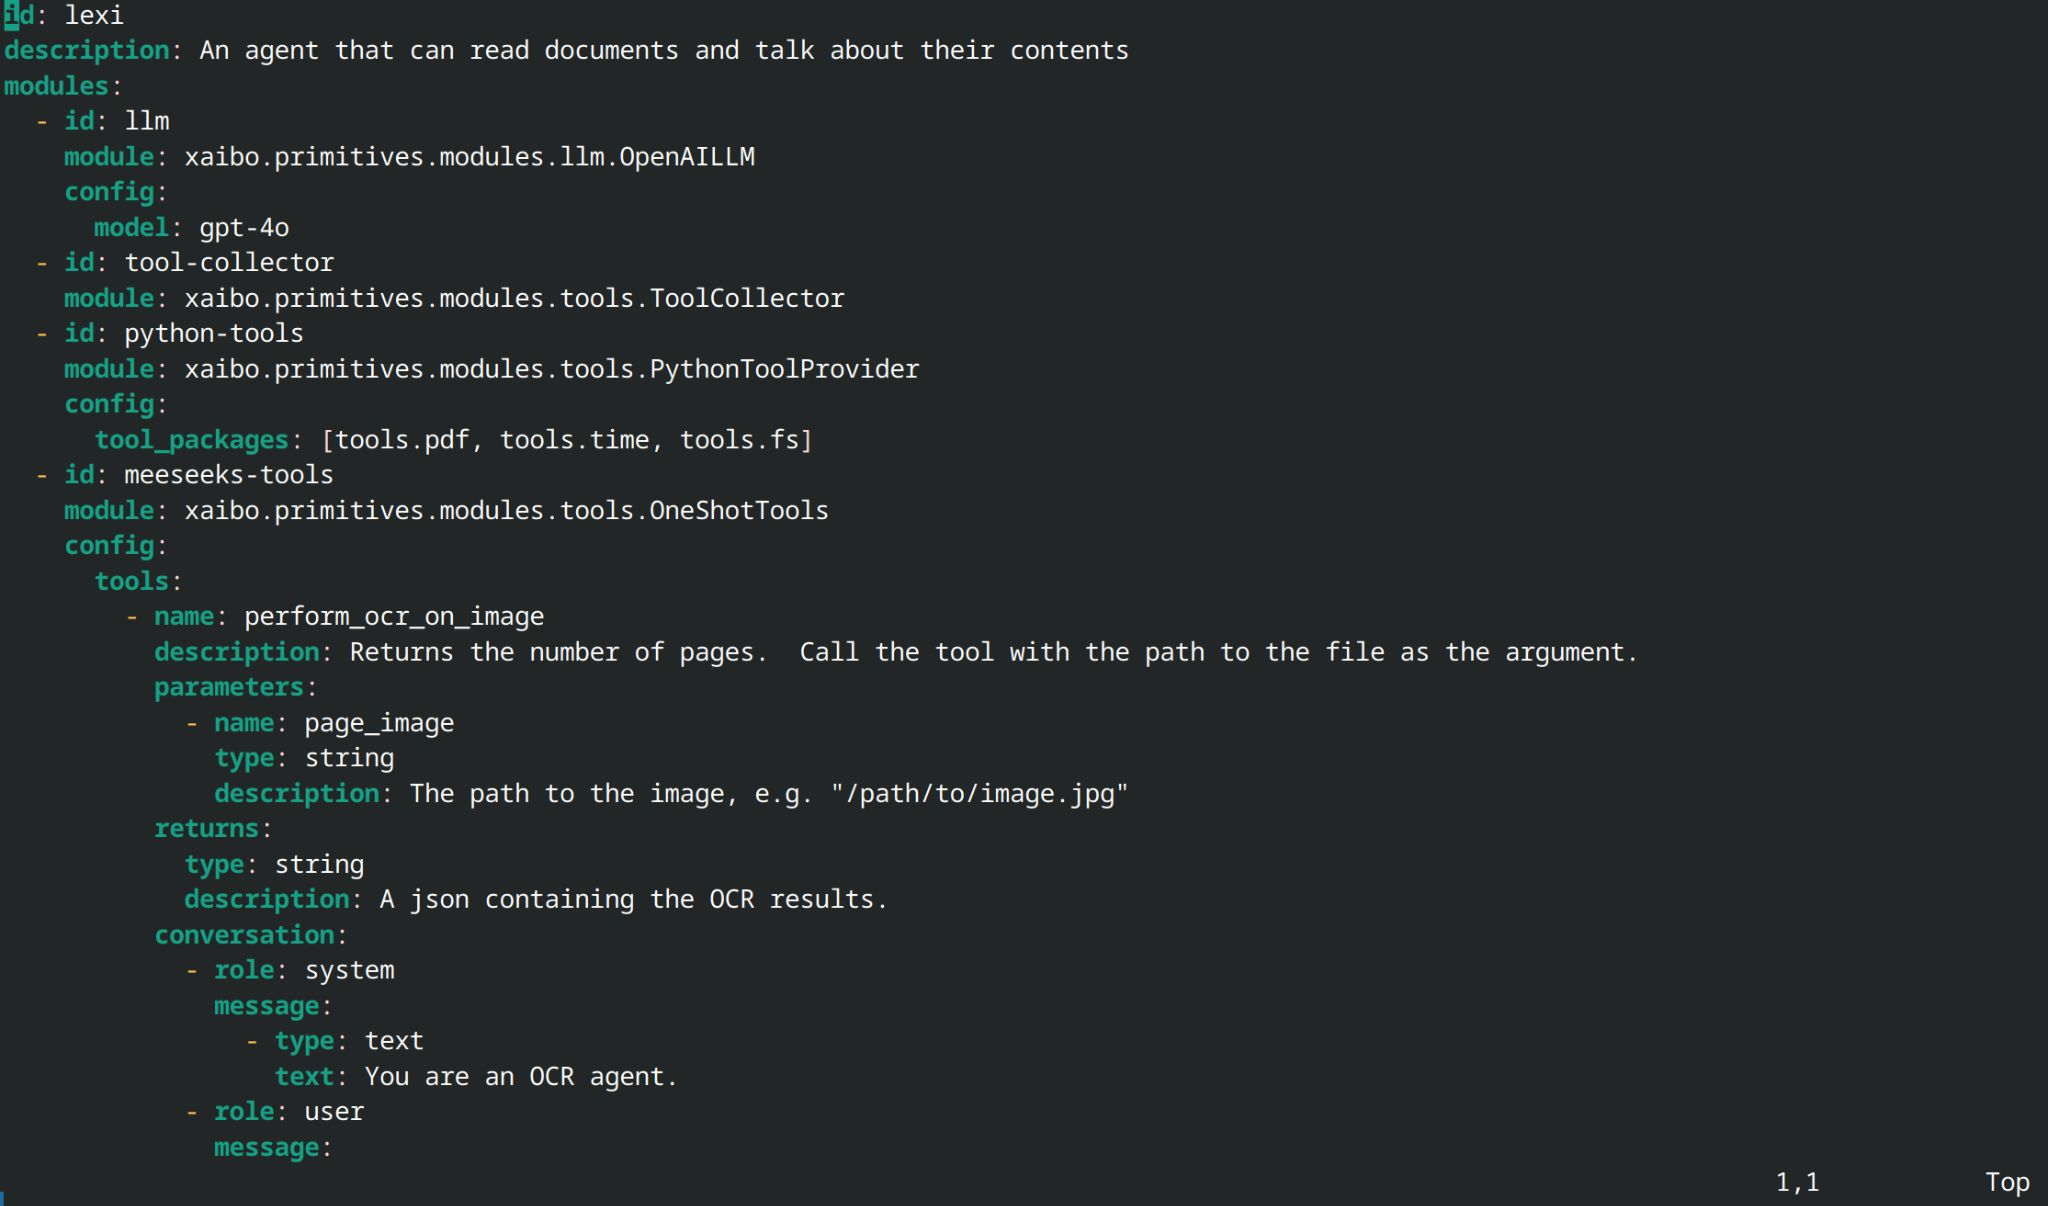 id: lexi
description: An agent that can read documents and talk about their contents
modules:
  - id: llm
    module: xaibo.primitives.modules.llm.OpenAILLM
    config:
      model: gpt-4o
  - id: tool-collector
    module: xaibo.primitives.modules.tools.ToolCollector
  - id: python-tools
    module: xaibo.primitives.modules.tools.PythonToolProvider
    config:
      tool_packages: [tools.pdf, tools.time, tools.fs]
  - id: meeseeks-tools
    module: xaibo.primitives.modules.tools.OneShotTools
    config:
      tools:
        - name: perform_ocr_on_image
          description: Returns the number of pages.  Call the tool with the path to the file as the argument.
          parameters:
            - name: page_image
              type: string
              description: The path to the image, e.g. "/path/to/image.jpg"
          returns:
            type: string
            description: A json containing the OCR results.
          conversation:
            - role: system
              message:
                - type: text
                  text: You are an OCR agent.
            - role: user
              message:
1,1 Top